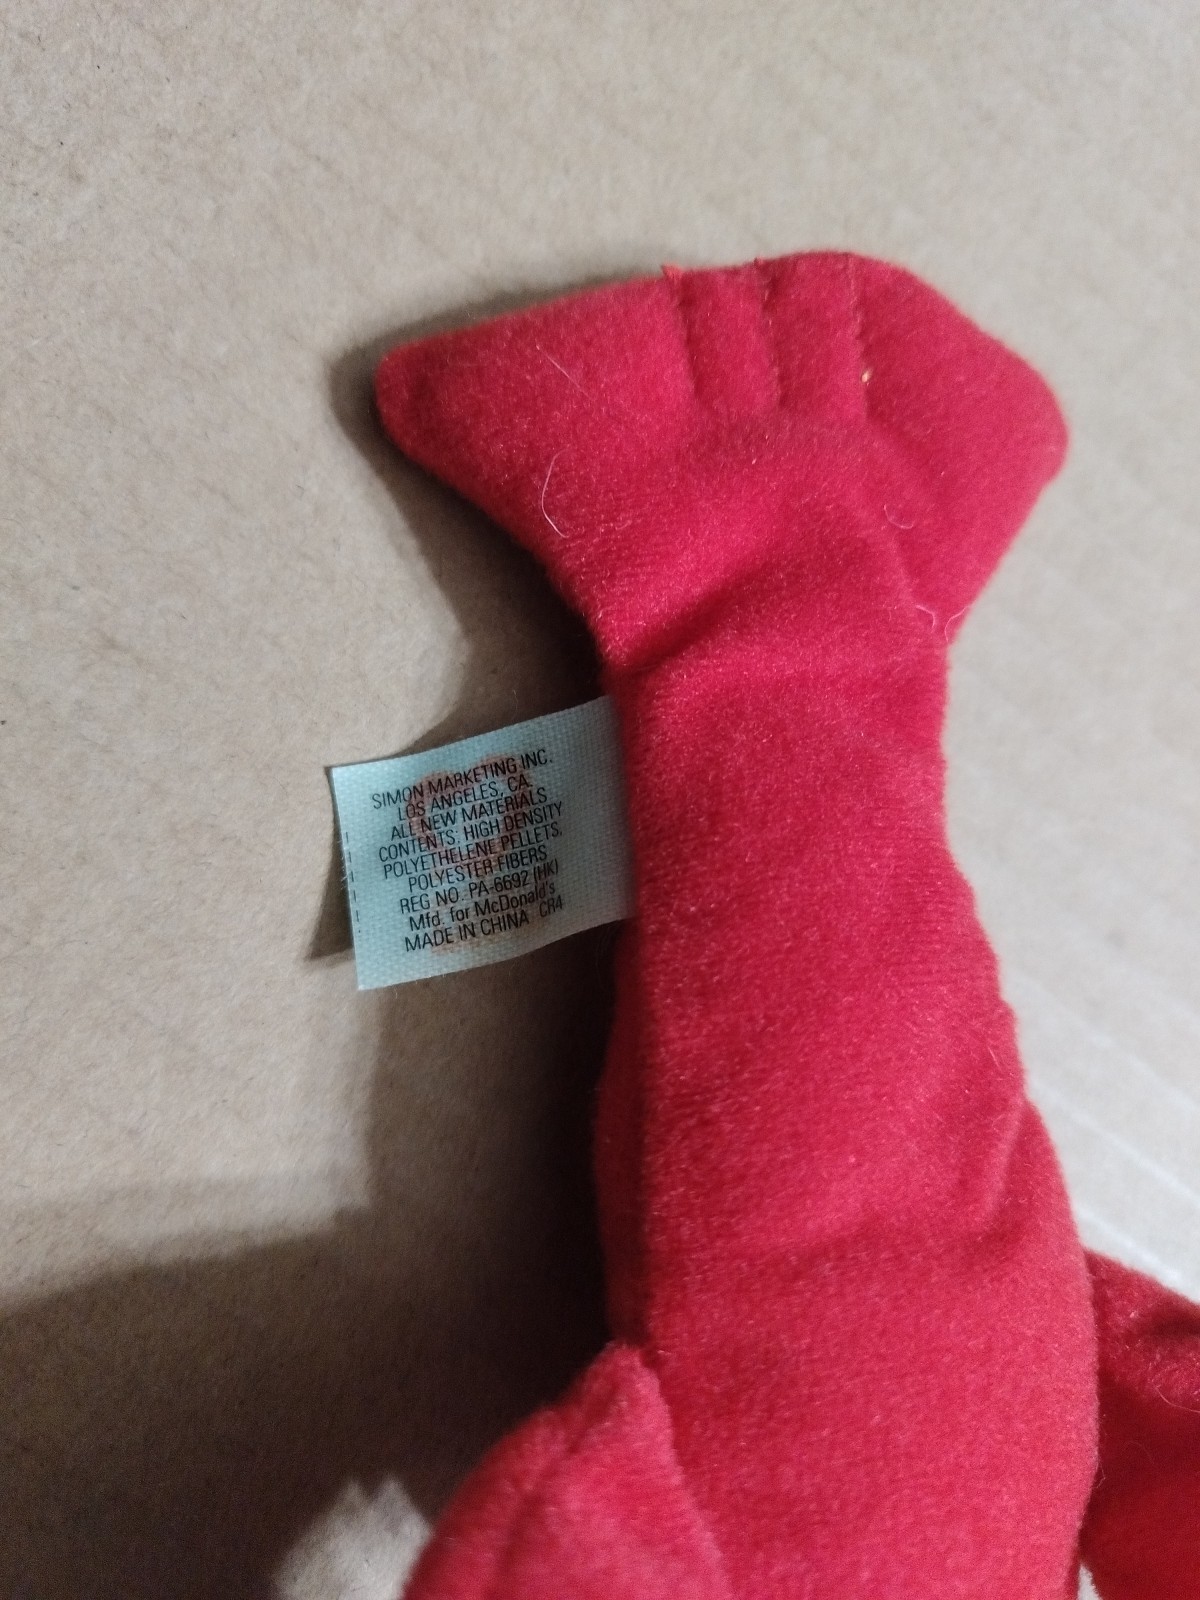 SIMON MARKETING INC.
LOS ANGELES, CA.
ALL NEW MATERIALS
CONTENTS: HIGH DENSITY
POLYETHELENE PELLETS,
POLYESTER FIBERS
REG NO. PA-6692 (HK)
Mfd. for McDonald's
MADE IN CHINA CR4